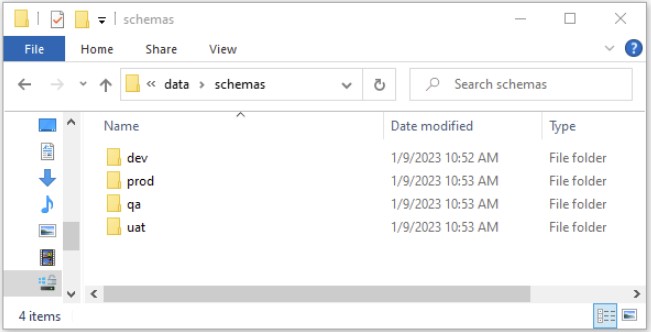 schemas
File Home Share View
data schemas Search schemas
Name Date modified Type
dev 1/9/2023 10:52 AM File folder
prod 1/9/2023 10:53 AM File folder
qa 1/9/2023 10:53 AM File folder
uat 1/9/2023 10:53 AM File folder
4 items